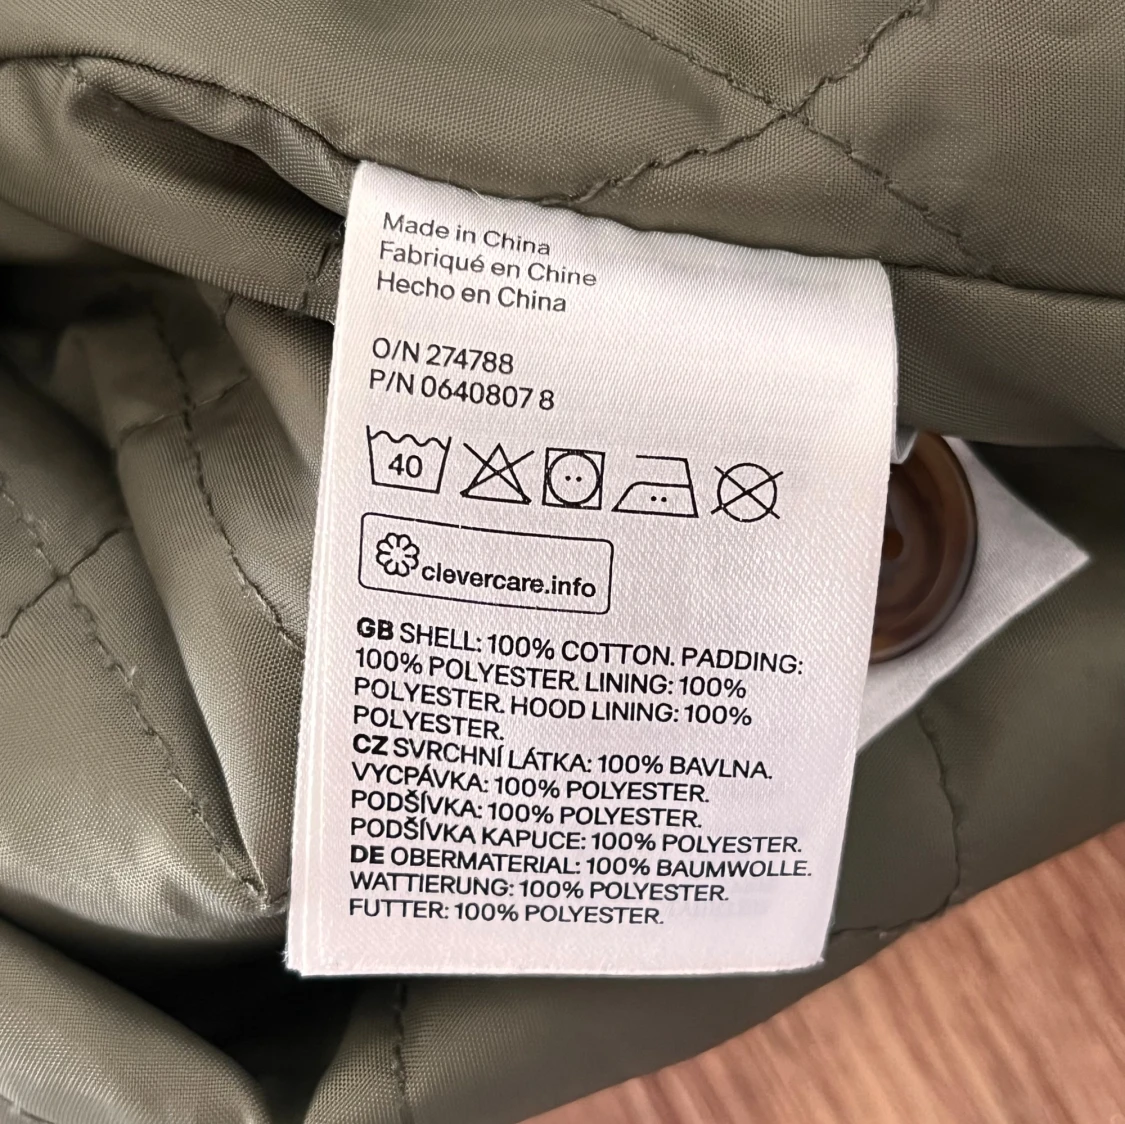 Made in China
Fabriqué en Chine
Hecho en China
O/N 274788
P/N 0640807 8
40
clevercare.info
GB SHELL: 100% COTTON. PADDING:
100% POLYESTER. LINING: 100%
POLYESTER. HOOD LINING: 100%
POLYESTER.
CZ SVRCHNÍ LÁTKA: 100% BAVLNA.
VYCPÁVKA: 100% POLYESTER.
PODŠÍVKA: 100% POLYESTER.
PODŠÍVKA KAPUCE: 100% POLYESTER.
DE OBERMATERIAL: 100% BAUMWOLLE.
WATTIERUNG: 100% POLYESTER.
FUTTER: 100% POLYESTER.